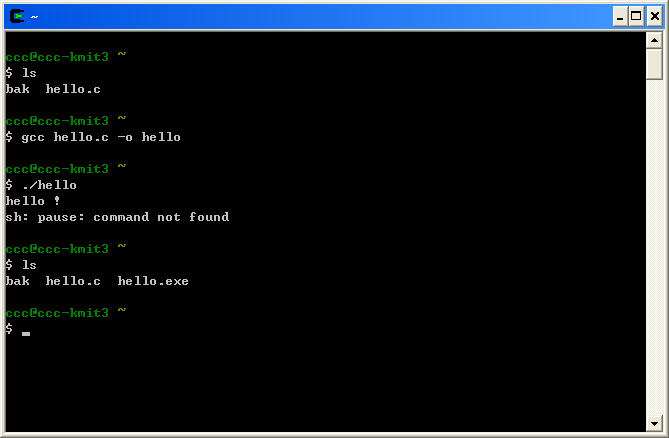 ~
ccc@ccc-kmit3 ~
$ ls
bak  hello.c
ccc@ccc-kmit3 ~
$ gcc hello.c -o hello
ccc@ccc-kmit3 ~
$ ./hello
hello !
sh: pause: command not found
ccc@ccc-kmit3 ~
$ ls
bak  hello.c  hello.exe
ccc@ccc-kmit3 ~
$